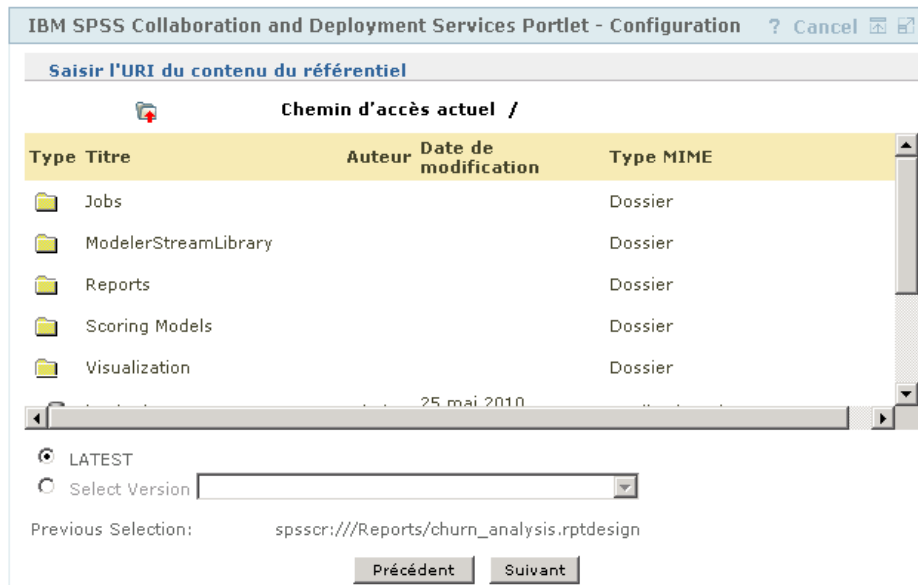 IBM SPSS Collaboration and Deployment Services Portlet - Configuration ? Cancel
Saisir l'URI du contenu du référentiel
Chemin d'accès actuel /
Type Titre Auteur Date de modification Type MIME
Jobs Dossier
ModelerStreamLibrary Dossier
Reports Dossier
Scoring Models Dossier
Visualization Dossier
25 mai 2010
LATEST
Select Version
Previous Selection: spsscr:///Reports/churn_analysis.rptdesign
Précédent Suivant